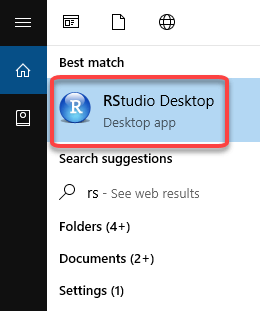 Best match
R
RStudio Desktop
Desktop app
Search suggestions
rs - See web results
Folders (4+)
Documents (2+)
Settings (1)